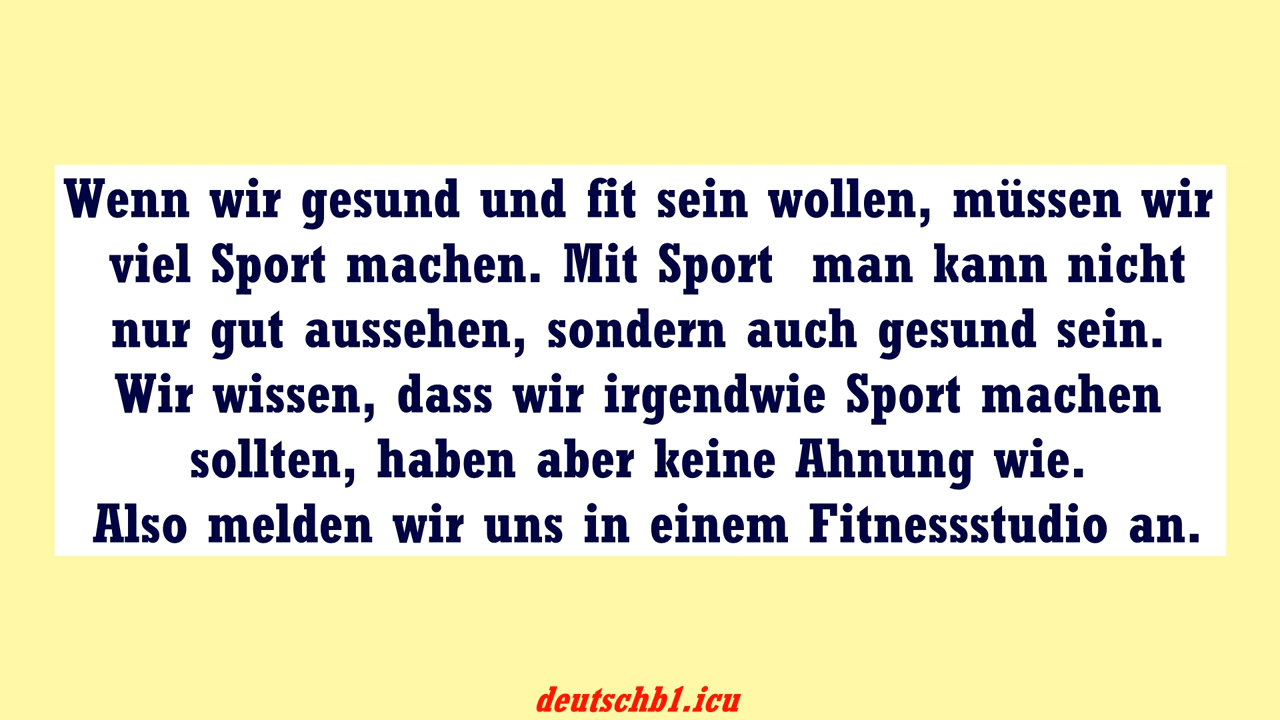 Wenn wir gesund und fit sein wollen, müssen wir
viel Sport machen. Mit Sport  man kann nicht
nur gut aussehen, sondern auch gesund sein.
Wir wissen, dass wir irgendwie Sport machen
sollten, haben aber keine Ahnung wie.
Also melden wir uns in einem Fitnessstudio an.
deutschb1.icu